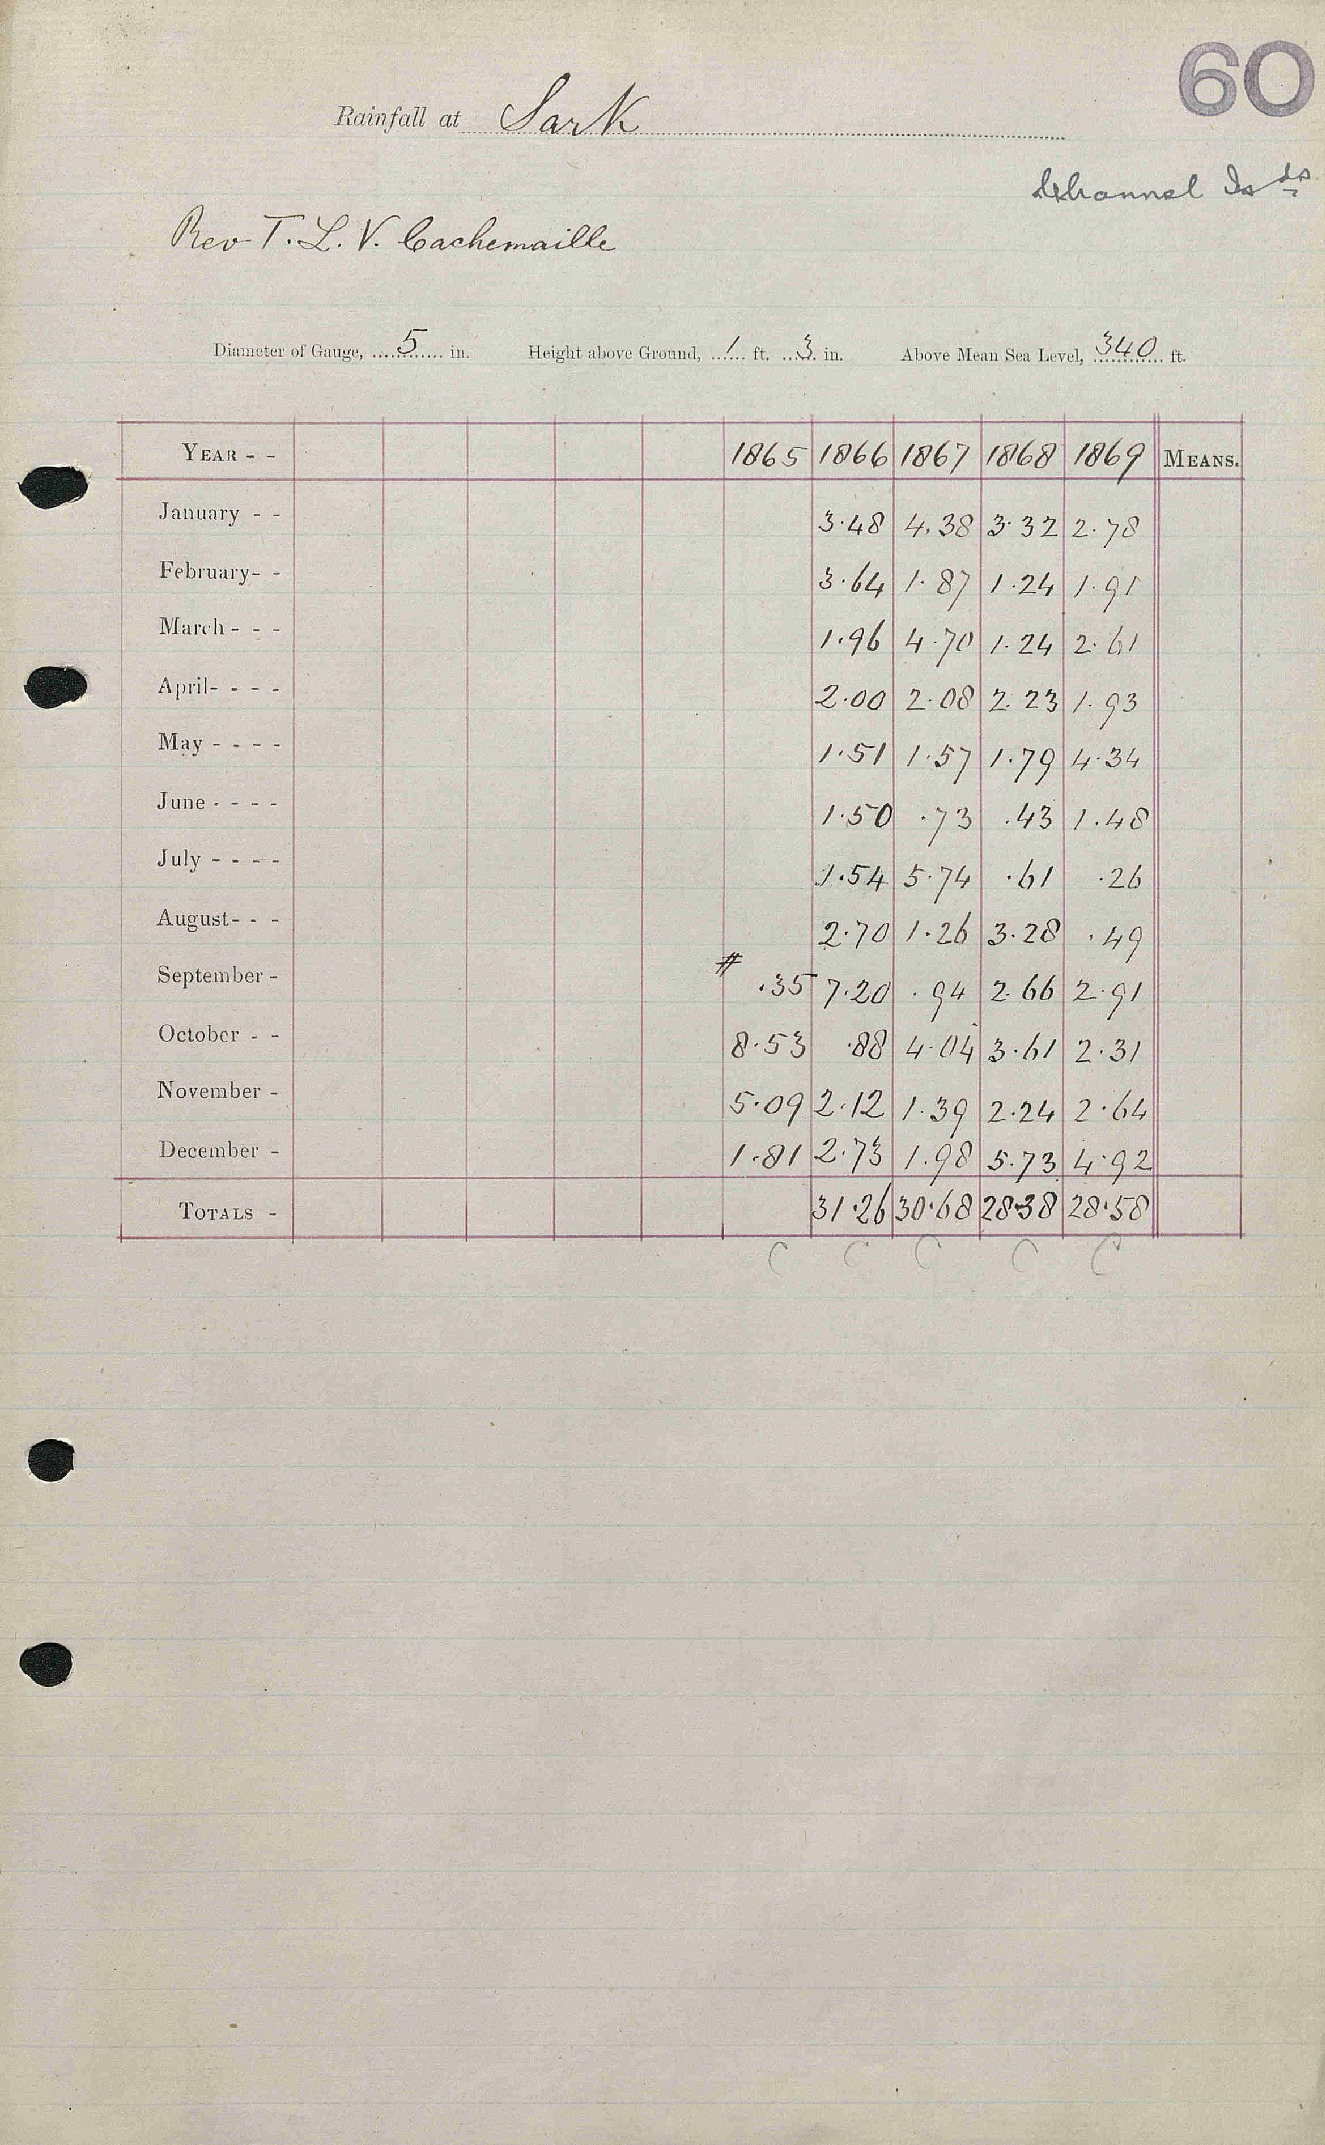 60
Rainfall at Sark
Channel Isds
Rev T. L. V. Cachemaille
Diameter of Gauge, 5 in. Height above Ground, 1 ft. 3 in. Above Mean Sea Level, 340 ft.
YEAR - - 1865 1866 1867 1868 1869 MEANS.
January - - 3.48 4.38 3.32 2.78
February - - 3.64 1.87 1.24 1.91
March - - - 1.96 4.70 1.24 2.61
April - - - - 2.00 2.08 2.23 1.93
May - - - - 1.51 1.57 1.79 4.34
June - - - - 1.50 .73 .43 1.48
July - - - - 1.54 5.74 .61 .26
August - - - 2.70 1.26 3.28 .49
September - # .35 7.20 .94 2.66 2.91
October - - 8.53 .88 4.04 3.61 2.31
November - 5.09 2.12 1.39 2.24 2.64
December - 1.81 2.73 1.98 5.73 4.92
TOTALS - 31.26 30.68 28.38 28.58
C C C C C